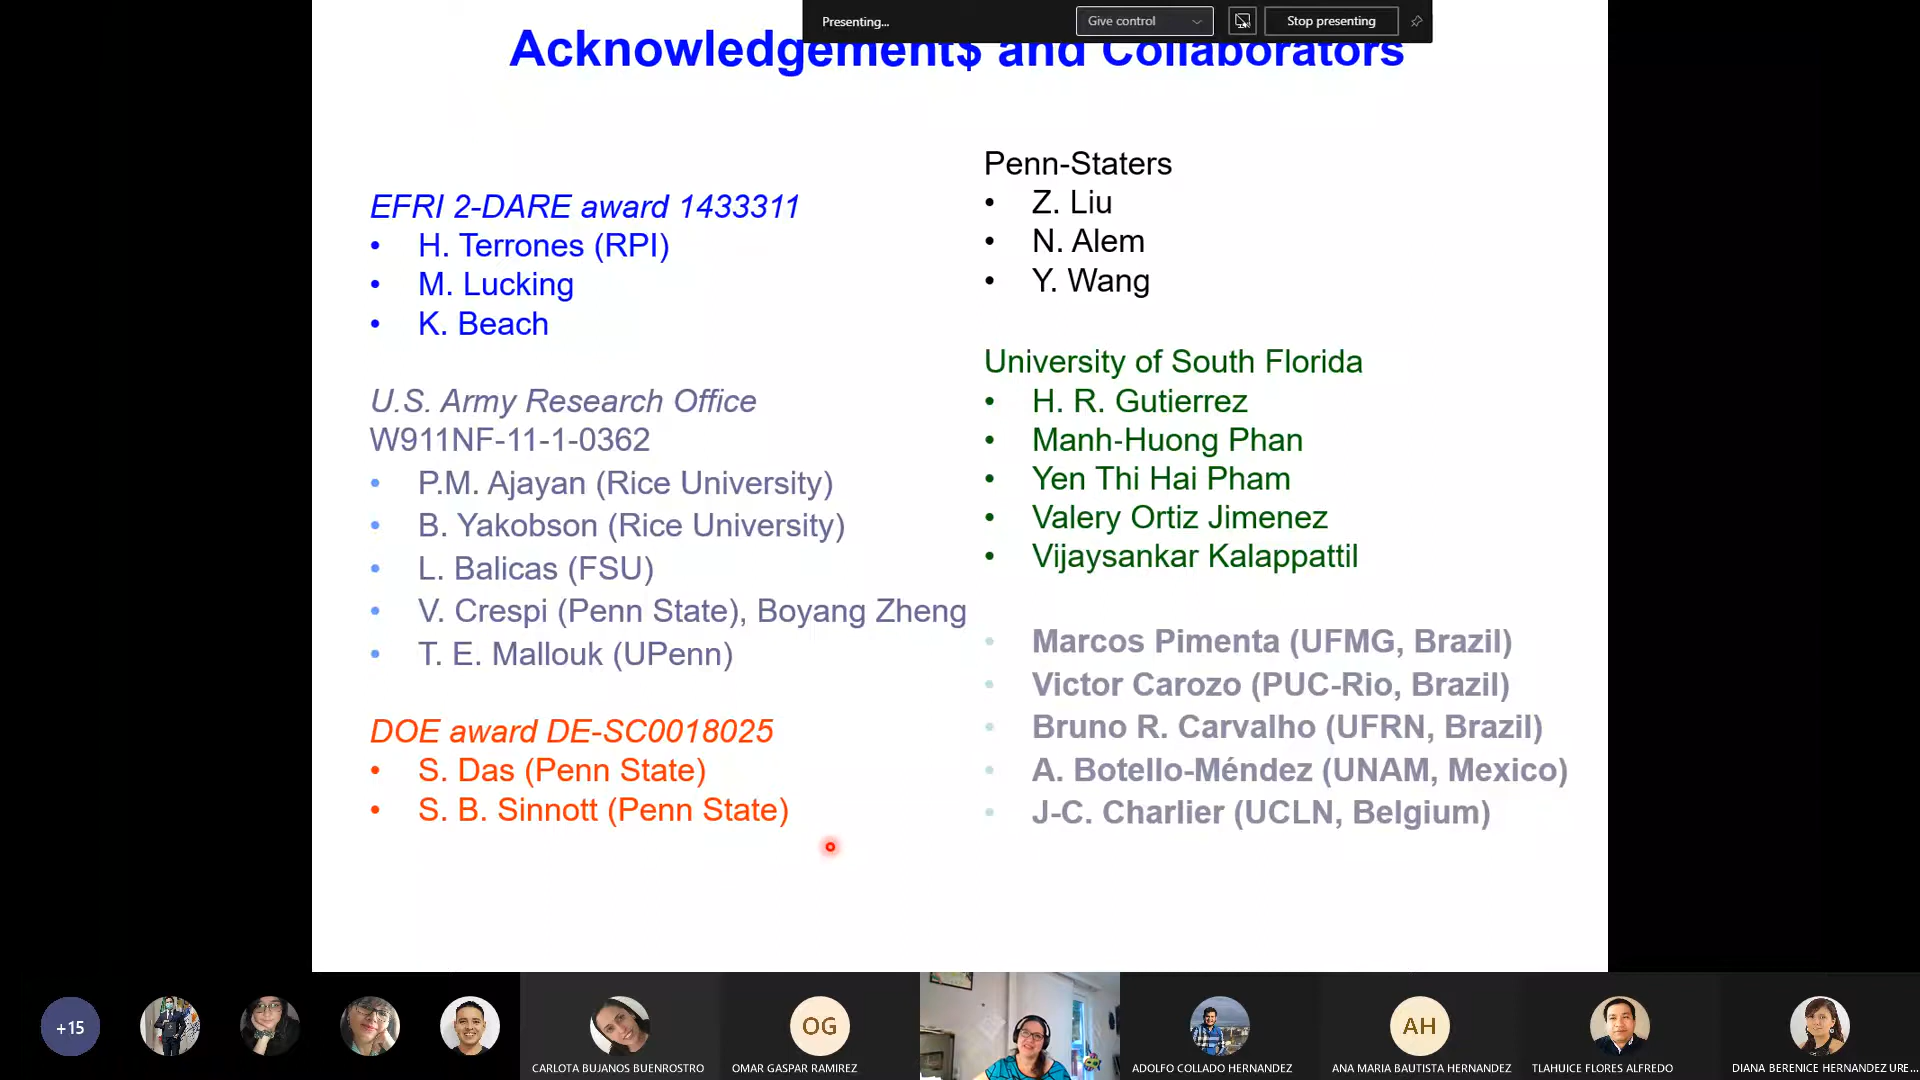 Presenting...
Give control
Stop presenting
Acknowledgement$ and Collaborators
EFRI 2-DARE award 1433311
• H. Terrones (RPI)
• M. Lucking
• K. Beach
U.S. Army Research Office
W911NF-11-1-0362
• P.M. Ajayan (Rice University)
• B. Yakobson (Rice University)
• L. Balicas (FSU)
• V. Crespi (Penn State), Boyang Zheng
• T. E. Mallouk (UPenn)
DOE award DE-SC0018025
• S. Das (Penn State)
• S. B. Sinnott (Penn State)
Penn-Staters
• Z. Liu
• N. Alem
• Y. Wang
University of South Florida
• H. R. Gutierrez
• Manh-Huong Phan
• Yen Thi Hai Pham
• Valery Ortiz Jimenez
• Vijaysankar Kalappattil
• Marcos Pimenta (UFMG, Brazil)
• Victor Carozo (PUC-Rio, Brazil)
• Bruno R. Carvalho (UFRN, Brazil)
• A. Botello-Méndez (UNAM, Mexico)
• J-C. Charlier (UCLN, Belgium)
+15
CARLOTA BUJANOS BUENROSTRO
OG
OMAR GASPAR RAMIREZ
ADOLFO COLLADO HERNANDEZ
AH
ANA MARIA BAUTISTA HERNANDEZ
TLAHUICE FLORES ALFREDO
DIANA BERENICE HERNANDEZ URE...